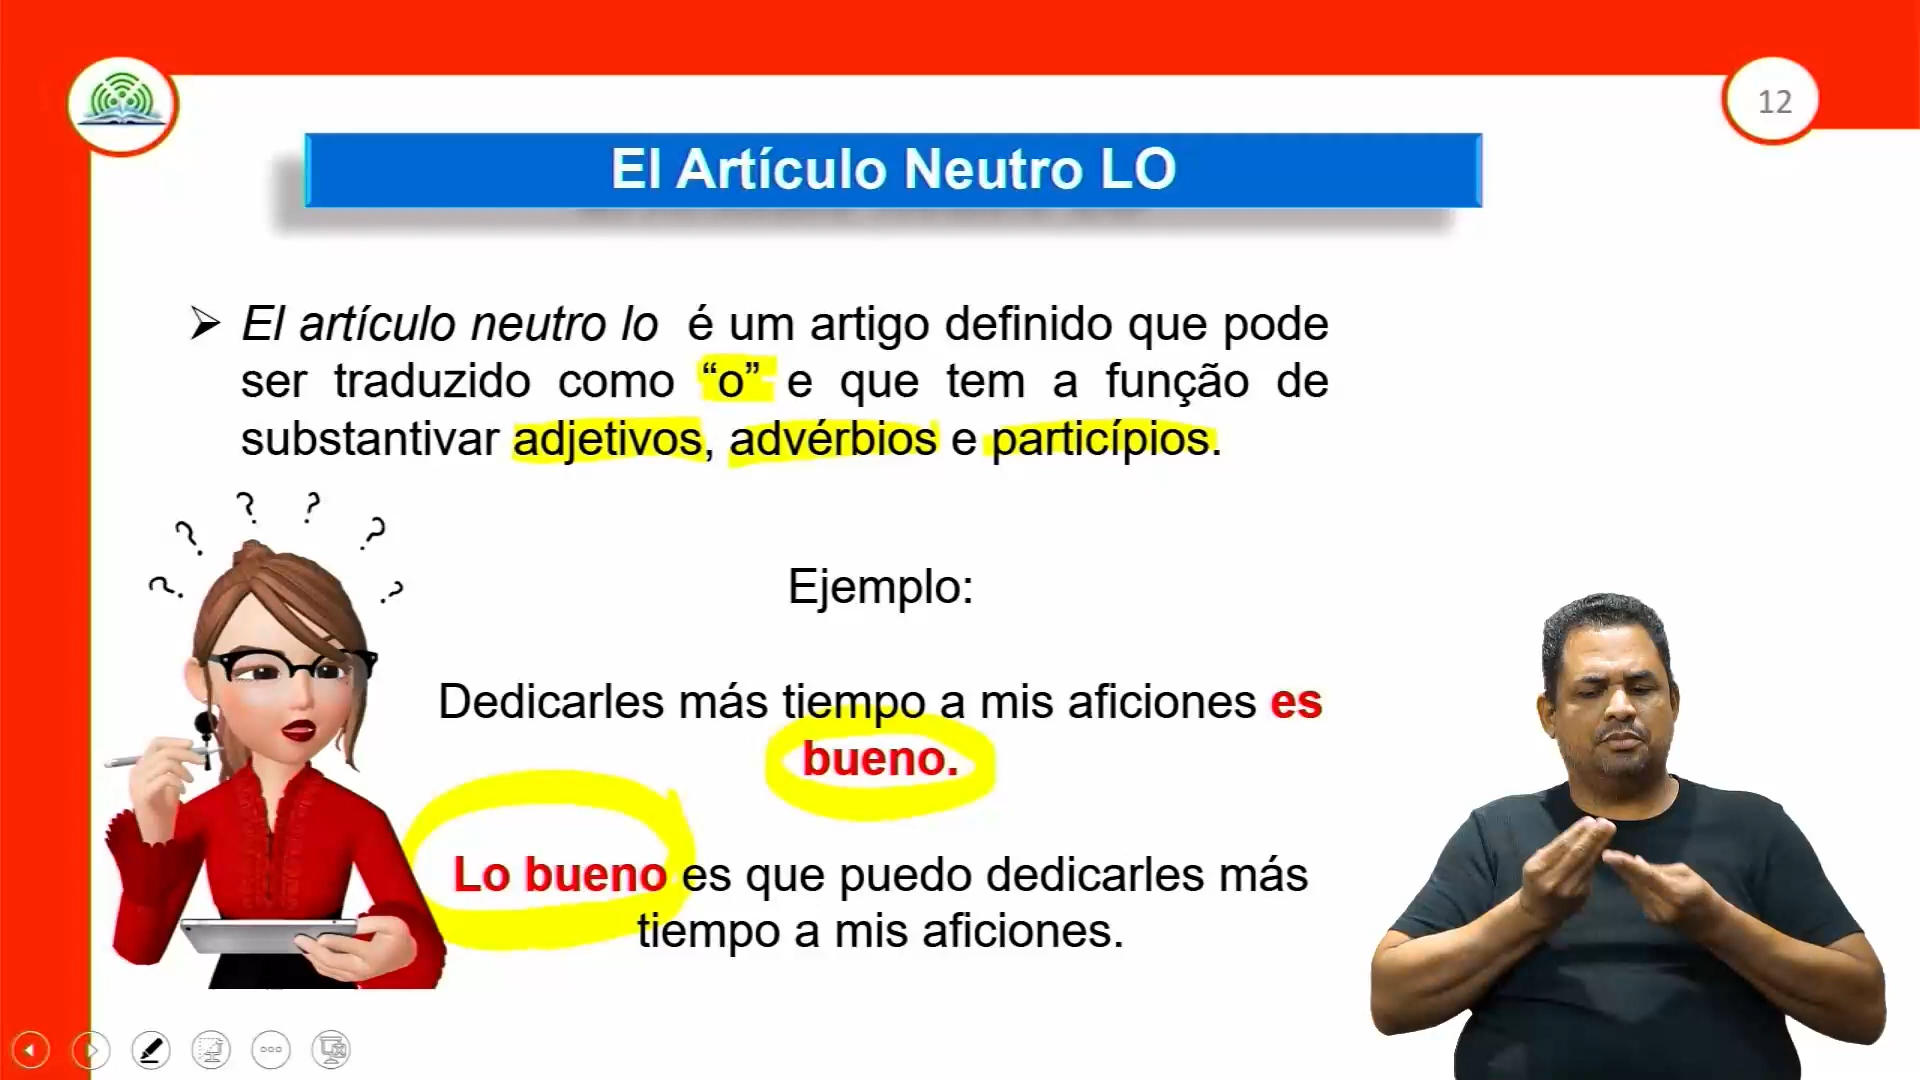 12
El Artículo Neutro LO
El artículo neutro lo é um artigo definido que pode
ser traduzido como “o” e que tem a função de
substantivar adjetivos, advérbios e particípios.
? ? ? ? ? ?
Ejemplo:
Dedicarles más tiempo a mis aficiones es
bueno.
Lo bueno es que puedo dedicarles más
tiempo a mis aficiones.